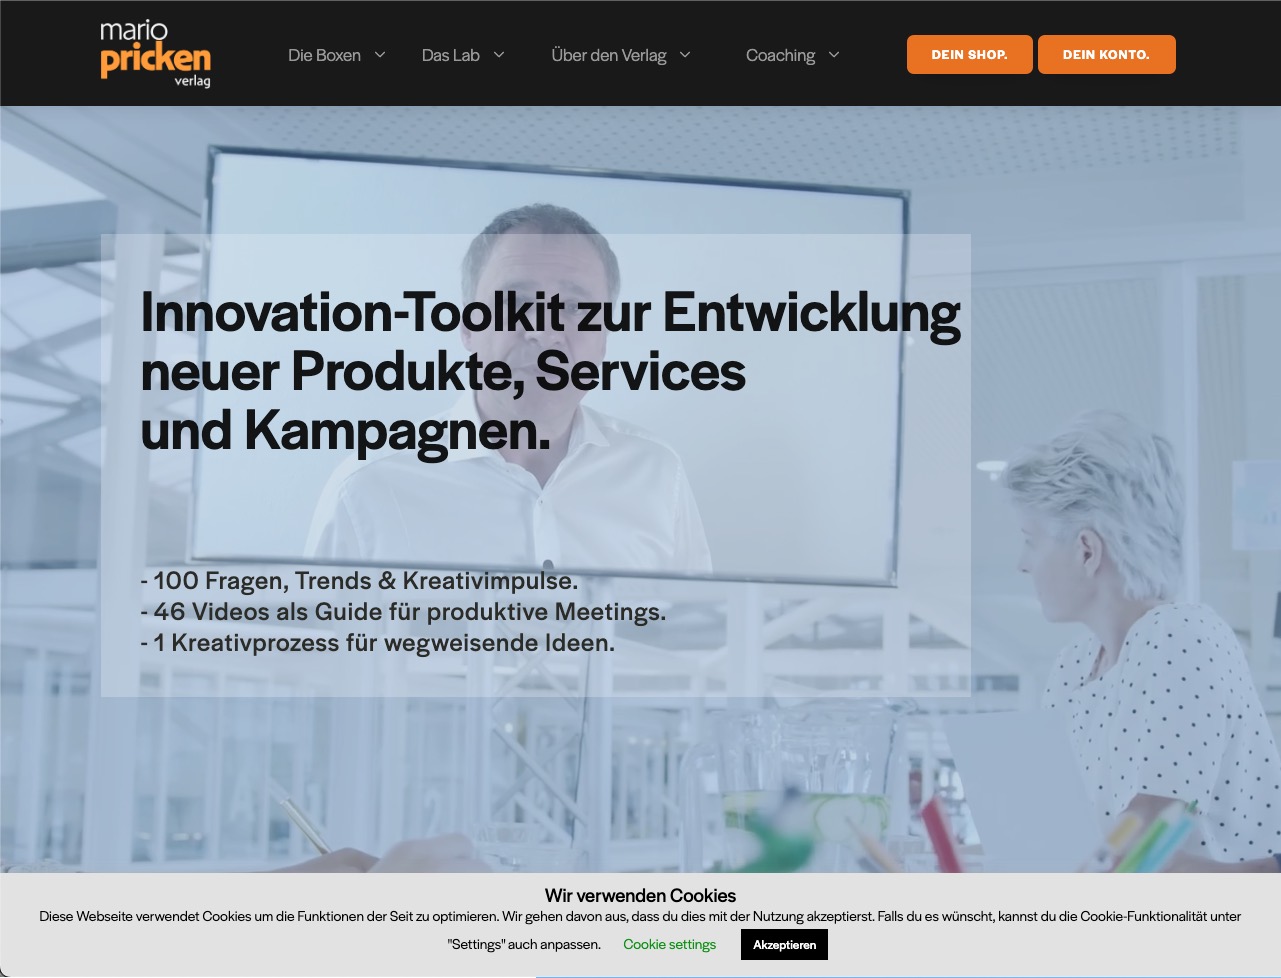 mario
pricken
verlag
Die Boxen
Das Lab
Über den Verlag
Coaching
DEIN SHOP.
DEIN KONTO.
Innovation-Toolkit zur Entwicklung
neuer Produkte, Services
und Kampagnen.
- 100 Fragen, Trends & Kreativimpulse.
- 46 Videos als Guide für produktive Meetings.
- 1 Kreativprozess für wegweisende Ideen.
Wir verwenden Cookies
Diese Webseite verwendet Cookies um die Funktionen der Seit zu optimieren. Wir gehen davon aus, dass du dies mit der Nutzung akzeptierst. Falls du es wünscht, kannst du die Cookie-Funktionalität unter
"Settings" auch anpassen. Cookie settings Akzeptieren